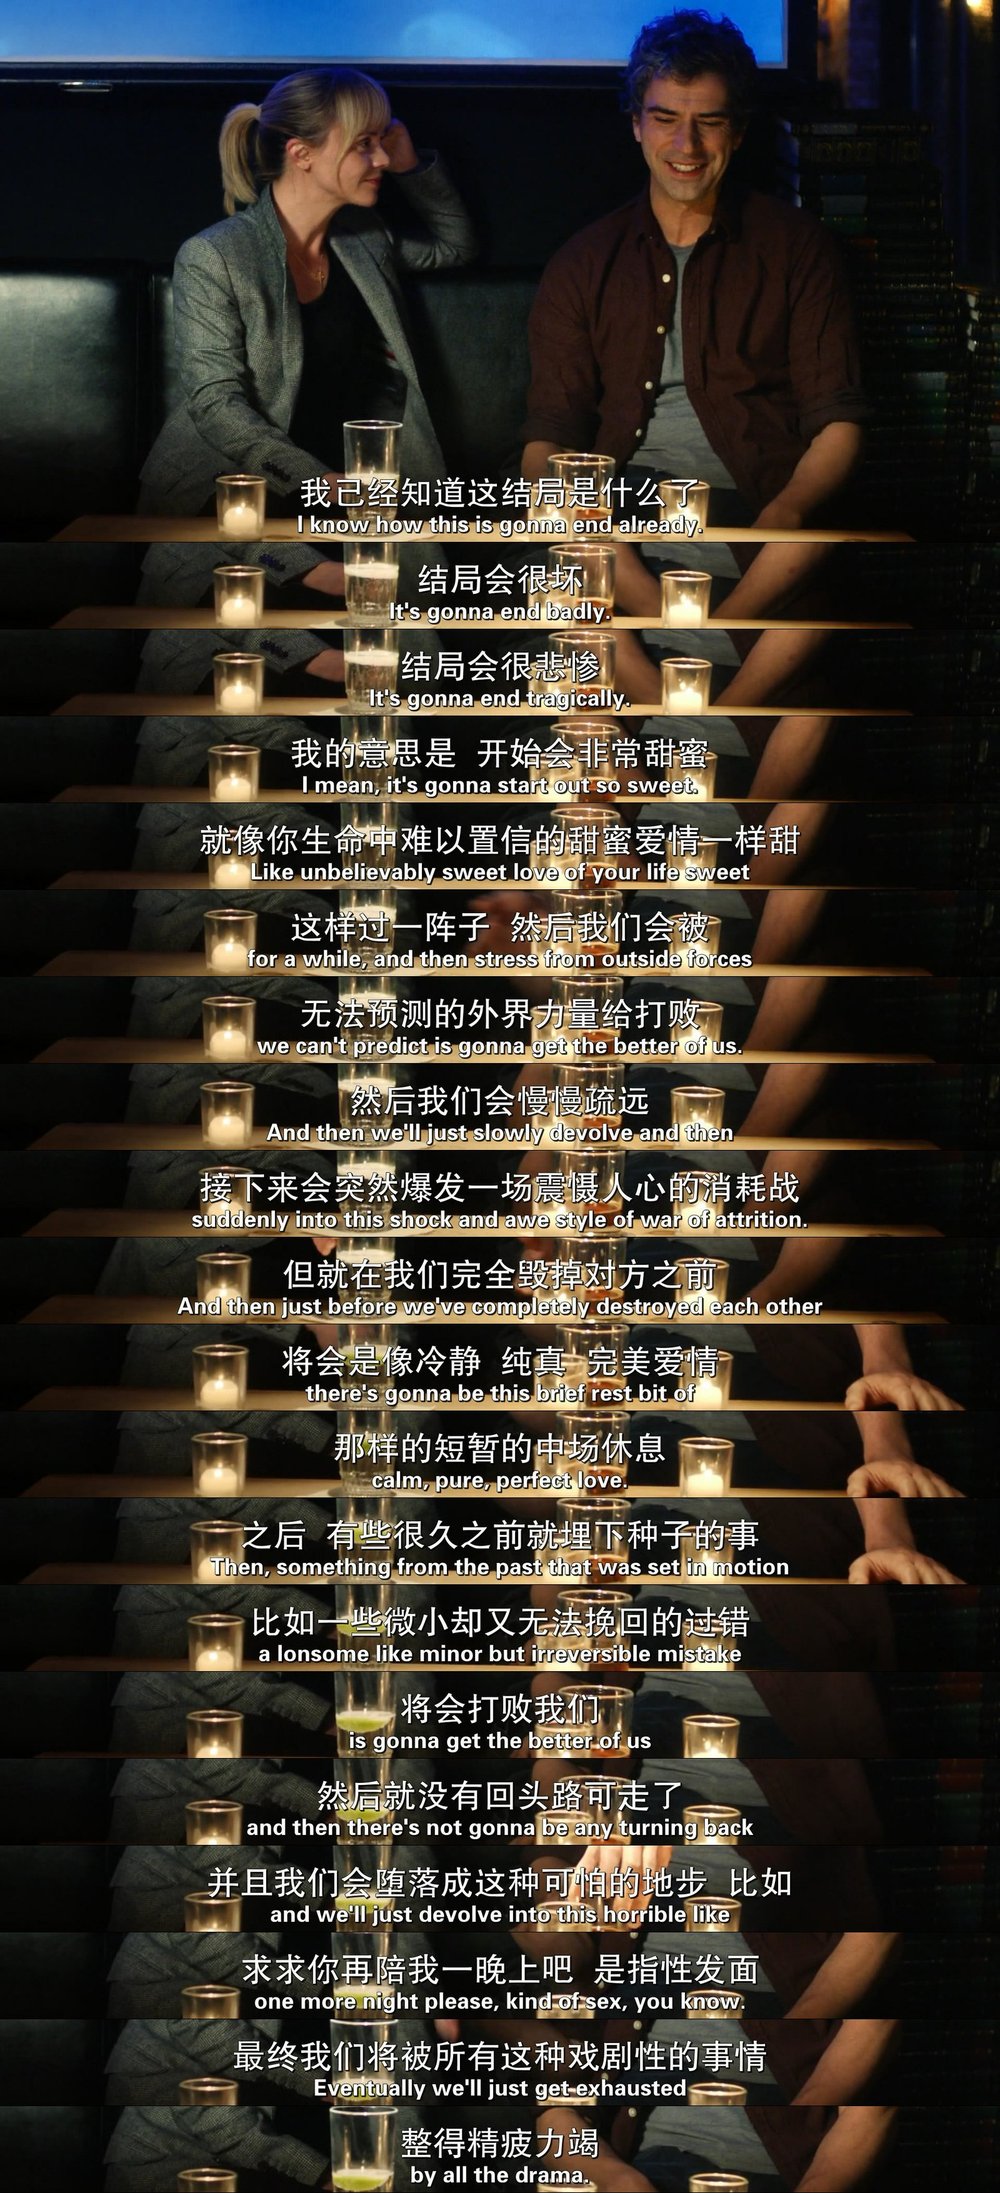 我已经知道这结局是什么了
I know how this is gonna end already.
结局会很坏
It's gonna end badly.
结局会很悲惨
It's gonna end tragically.
我的意思是 开始会非常甜蜜
I mean, it's gonna start out so sweet.
就像你生命中难以置信的甜蜜爱情一样甜
Like unbelievably sweet love of your life sweet
这样过一阵子 然后我们会被
for a while, and then stress from outside forces
无法预测的外界力量给打败
we can't predict is gonna get the better of us.
然后我们会慢慢疏远
And then we'll just slowly devolve and then
接下来会突然爆发一场震慑人心的消耗战
suddenly into this shock and awe style of war of attrition.
但就在我们完全毁掉对方之前
And then just before we've completely destroyed each other
将会是像冷静 纯真 完美爱情
there's gonna be this brief rest bit of
那样的短暂的中场休息
calm, pure, perfect love.
之后 有些很久之前就埋下种子的事
Then, something from the past that was set in motion
比如一些微小却又无法挽回的过错
a lonsome like minor but irreversible mistake
将会打败我们
is gonna get the better of us
然后就没有回头路可走了
and then there's not gonna be any turning back
并且我们会堕落成这种可怕的地步 比如
and we'll just devolve into this horrible like
求求你再陪我一晚上吧 是指性发面
one more night please, kind of sex, you know.
最终我们将被所有这种戏剧性的事情
Eventually we'll just get exhausted
整得精疲力竭
by all the drama.